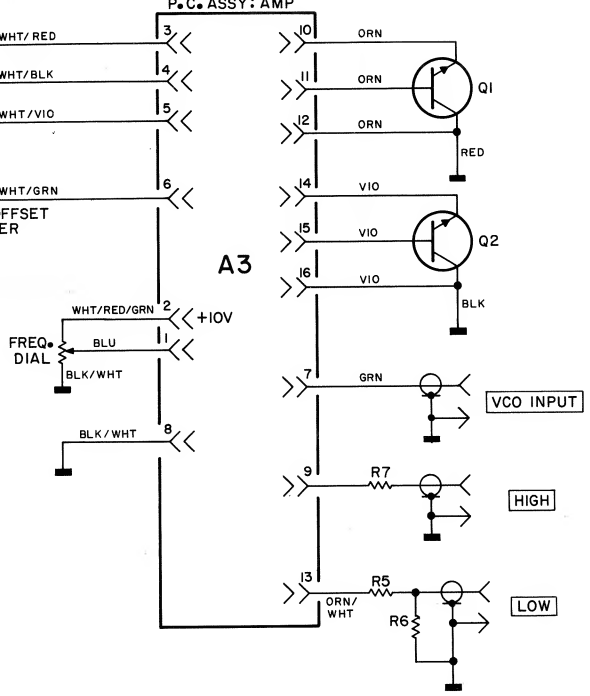 P.C. ASSY: AMP
WHT/RED
3
10
ORN
WHT/BLK
4
11
ORN
Q1
WHT/VIO
5
12
ORN
RED
WHT/GRN
6
14
VIO
FFSET
ER
15
VIO
Q2
A3
16
VIO
BLK
WHT/RED/GRN
2
+10V
FREQ.
DIAL
BLU
1
BLK/WHT
7
GRN
VCO INPUT
BLK/WHT
8
9
R7
HIGH
13
ORN/
WHT
R5
R6
LOW